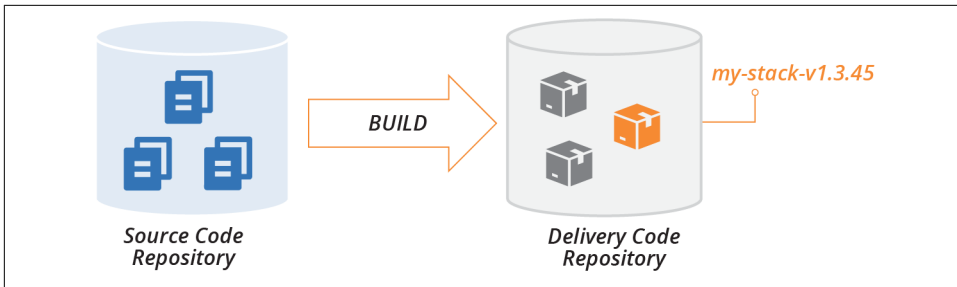 my-stack-v1.3.45
BUILD
Source Code
Repository
Delivery Code
Repository